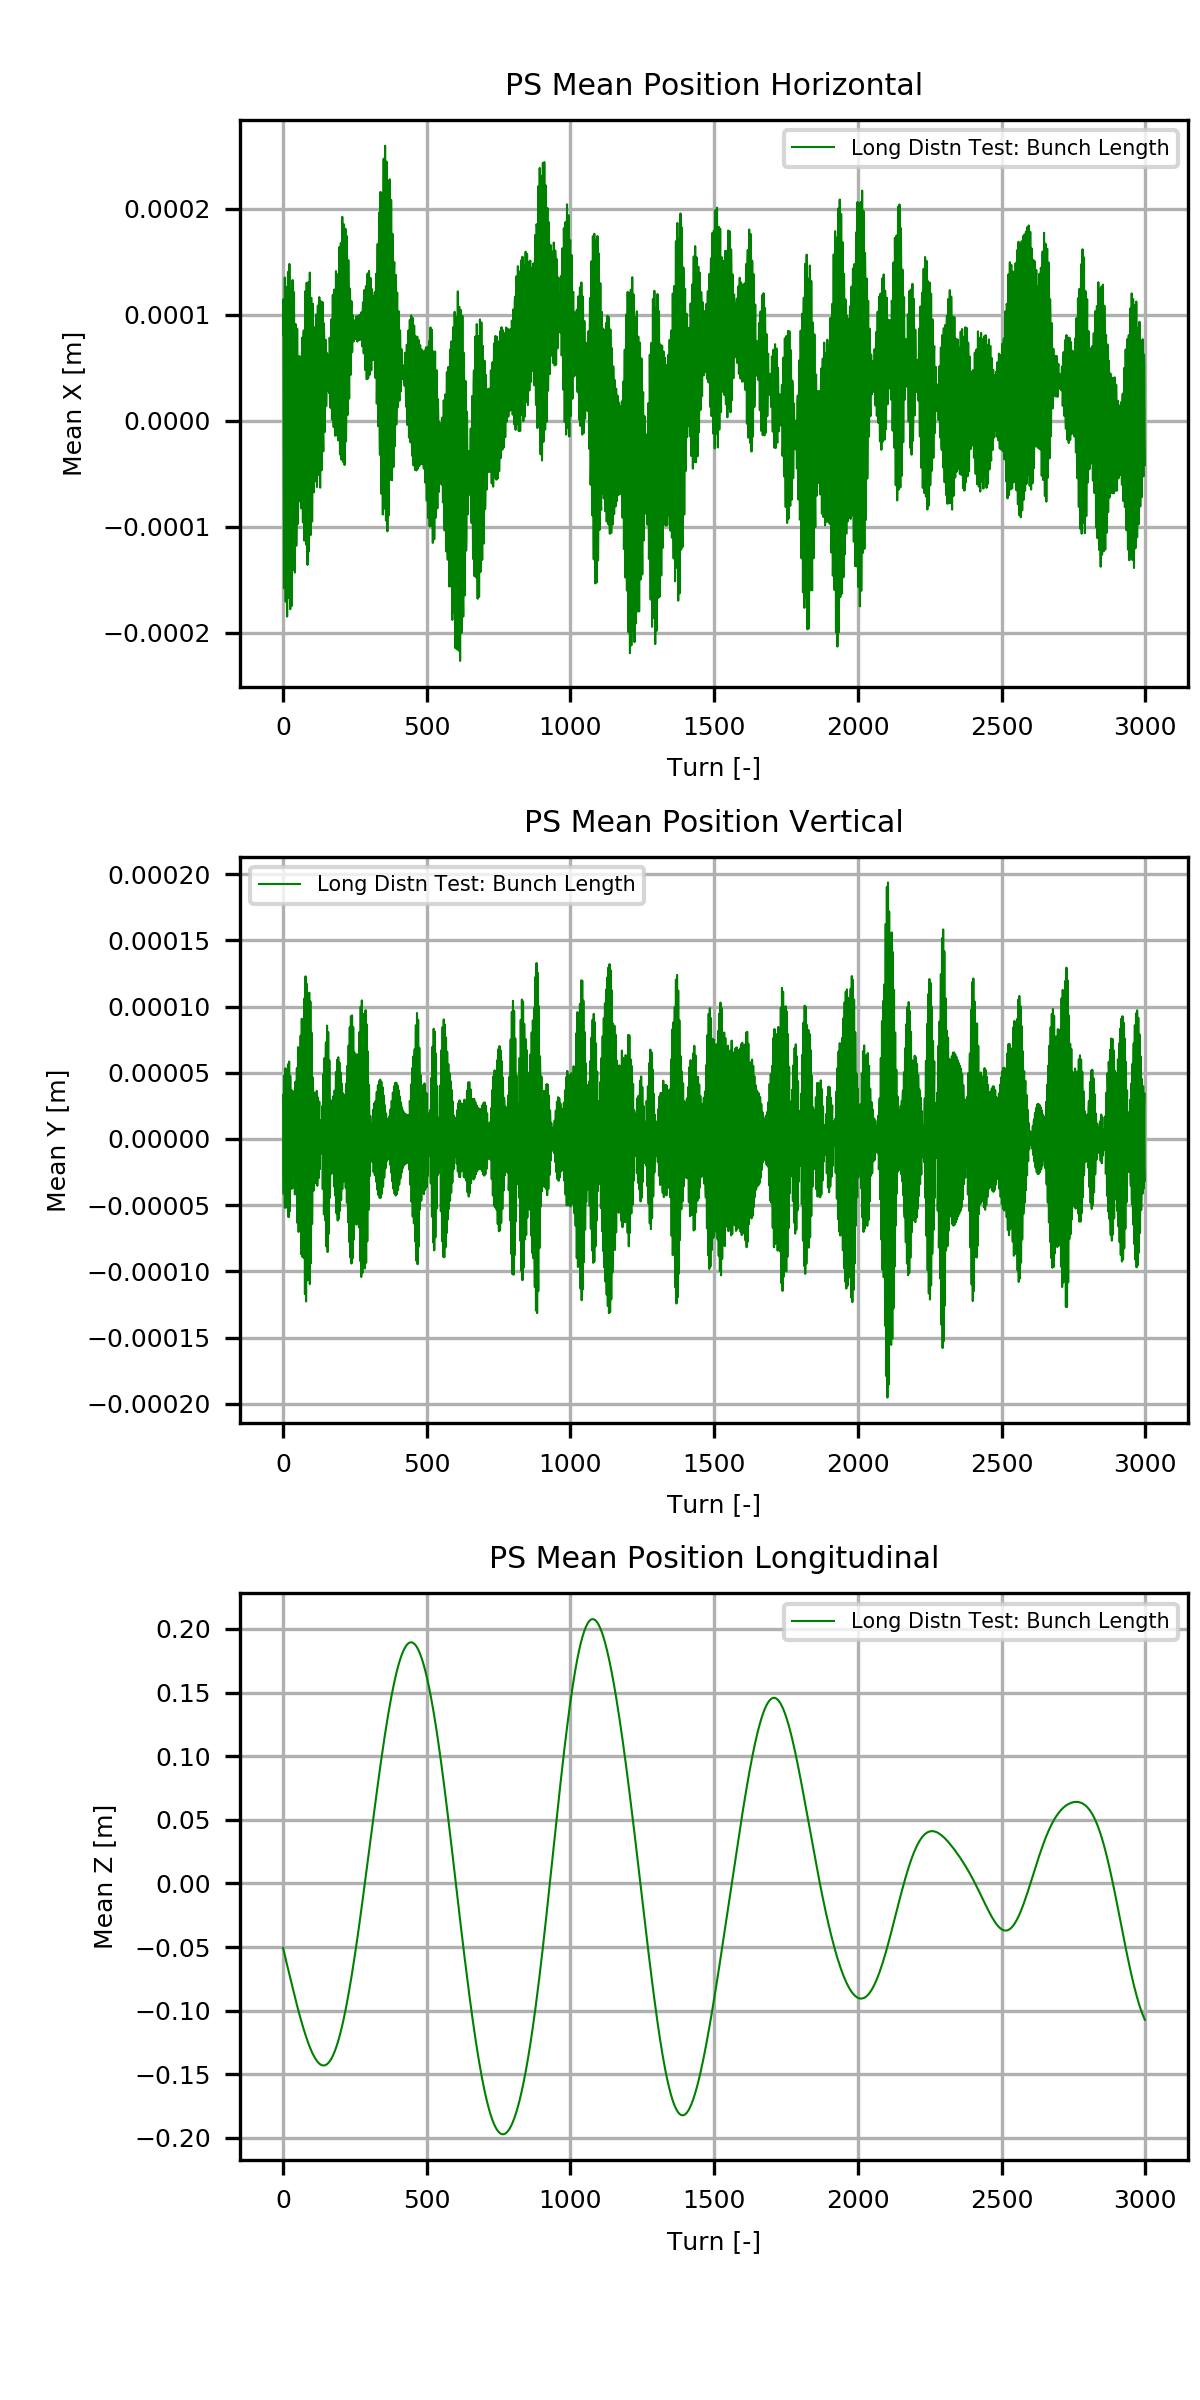 PS Mean Position Horizontal
Long Distn Test: Bunch Length
Mean X [m]
0.0002
0.0001
0.0000
−0.0001
−0.0002
0 500 1000 1500 2000 2500 3000
Turn [-]
PS Mean Position Vertical
Long Distn Test: Bunch Length
Mean Y [m]
0.00020
0.00015
0.00010
0.00005
0.00000
−0.00005
−0.00010
−0.00015
−0.00020
0 500 1000 1500 2000 2500 3000
Turn [-]
PS Mean Position Longitudinal
Long Distn Test: Bunch Length
Mean Z [m]
0.20
0.15
0.10
0.05
0.00
−0.05
−0.10
−0.15
−0.20
0 500 1000 1500 2000 2500 3000
Turn [-]